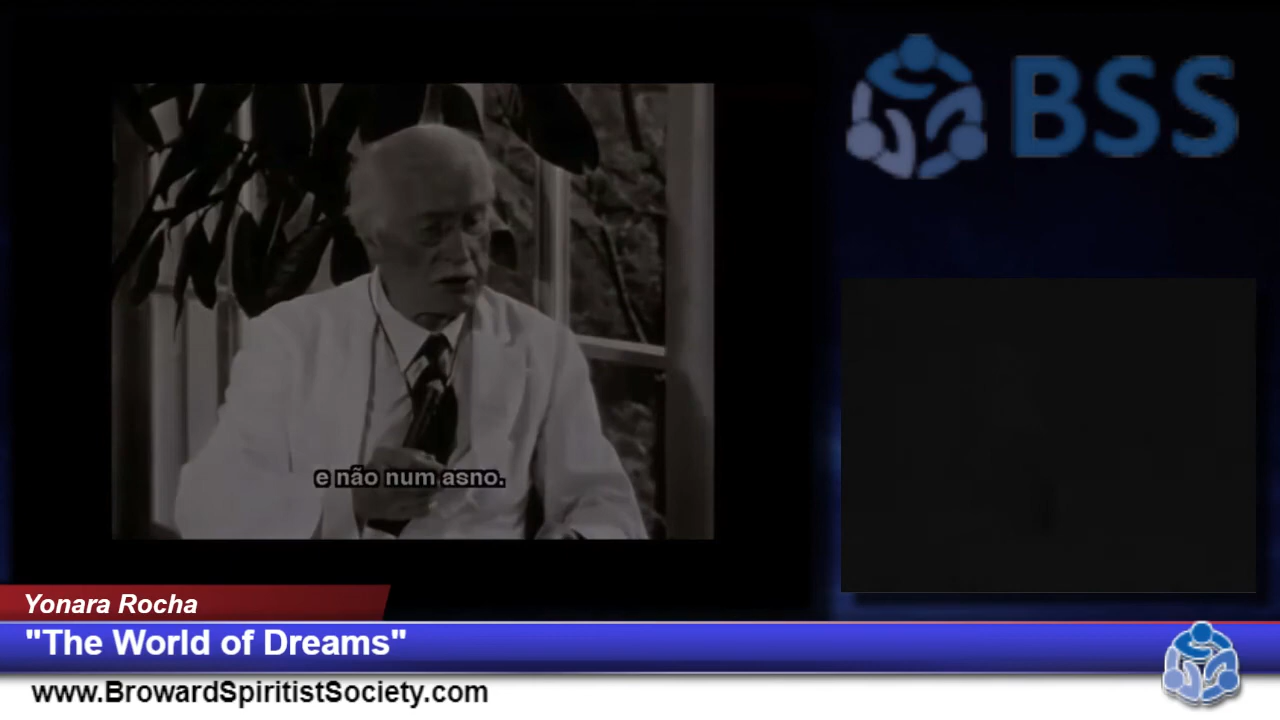 BSS
e não num asno.
Yonara Rocha
"The World of Dreams"
www.BrowardSpiritistSociety.com